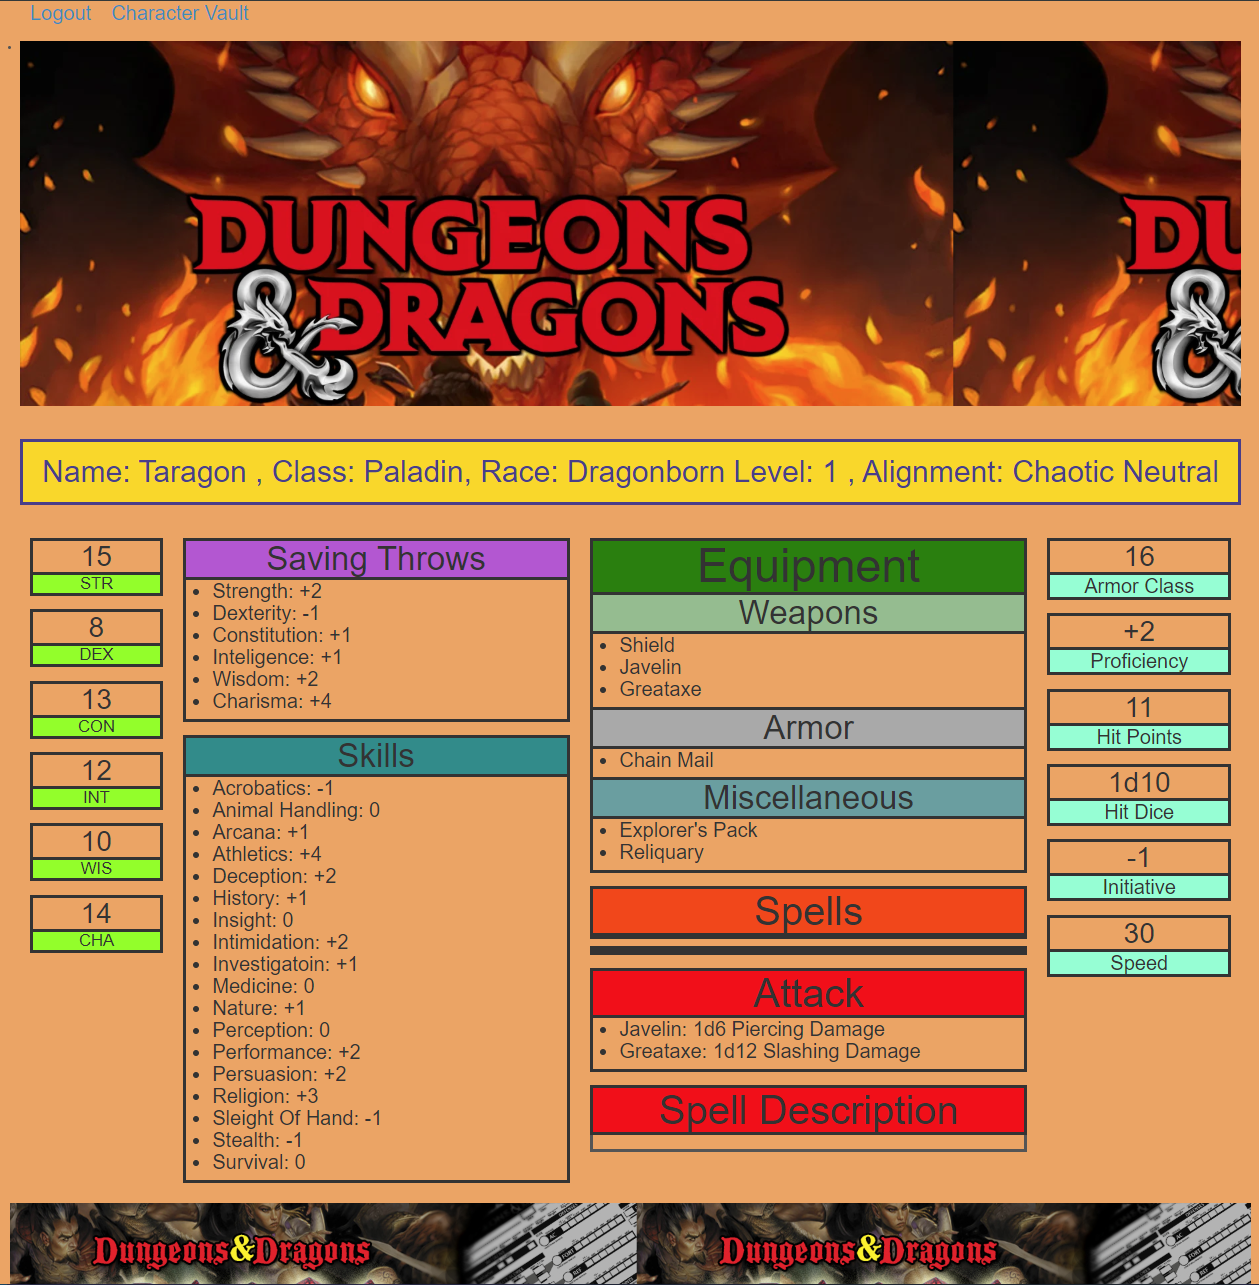 Logout Character Vault
DUNGEONS
& DRAGONS
DU
&
Name: Taragon , Class: Paladin, Race: Dragonborn Level: 1 , Alignment: Chaotic Neutral
15
STR
8
DEX
13
CON
12
INT
10
WIS
14
CHA
Saving Throws
Strength: +2
Dexterity: -1
Constitution: +1
Inteligence: +1
Wisdom: +2
Charisma: +4
Skills
Acrobatics: -1
Animal Handling: 0
Arcana: +1
Athletics: +4
Deception: +2
History: +1
Insight: 0
Intimidation: +2
Investigatoin: +1
Medicine: 0
Nature: +1
Perception: 0
Performance: +2
Persuasion: +2
Religion: +3
Sleight Of Hand: -1
Stealth: -1
Survival: 0
Equipment
Weapons
Shield
Javelin
Greataxe
Armor
Chain Mail
Miscellaneous
Explorer's Pack
Reliquary
Spells
Attack
Javelin: 1d6 Piercing Damage
Greataxe: 1d12 Slashing Damage
Spell Description
16
Armor Class
+2
Proficiency
11
Hit Points
1d10
Hit Dice
-1
Initiative
30
Speed
Dungeons&Dragons
AC
FORT
REF
Dungeons&Dragons
AC
FORT
REF